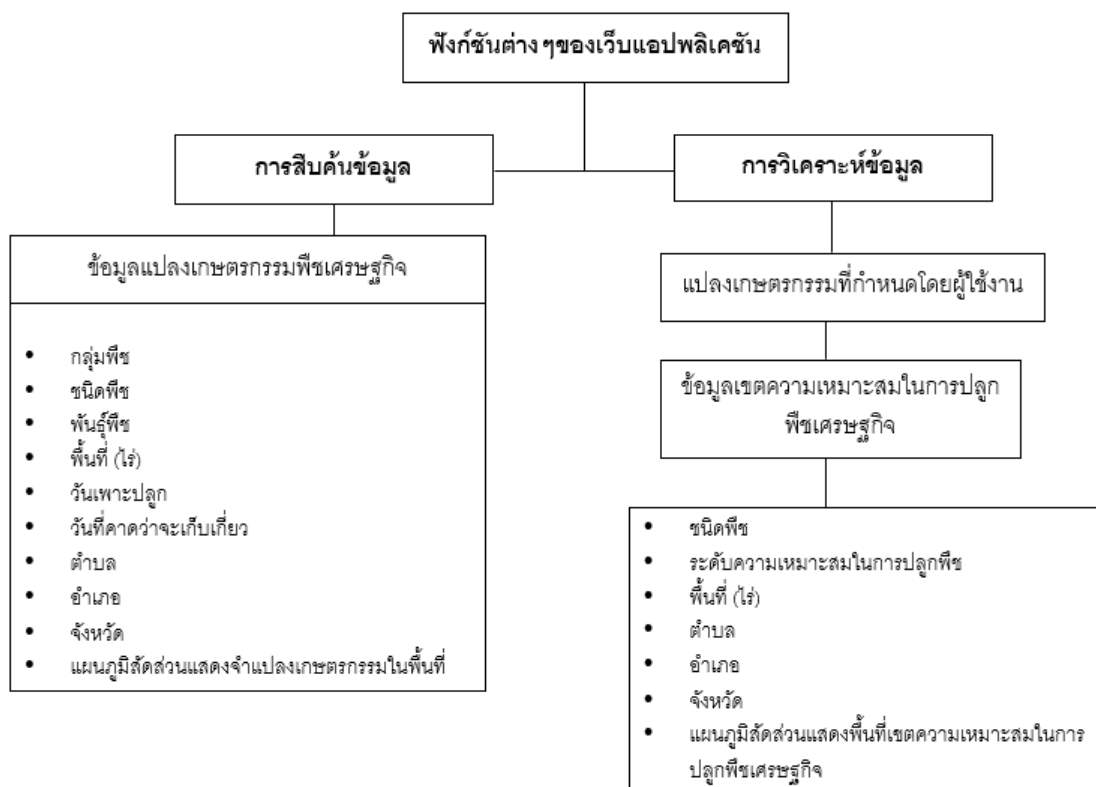 ฟังก์ชันต่าง ๆของเว็บแอปพลิเคชัน
การสืบค้นข้อมูล
การวิเคราะห์ข้อมูล
ข้อมูลแปลงเกษตรกรรมพืชเศรษฐกิจ
• กลุ่มพืช
• ชนิดพืช
• พันธุ์พืช
• พื้นที่ (ไร่)
• วันเพาะปลูก
• วันที่คาดว่าจะเก็บเกี่ยว
• ตำบล
• อำเภอ
• จังหวัด
• แผนภูมิสัดส่วนแสดงจำแปลงเกษตรกรรมในพื้นที่
แปลงเกษตรกรรมที่กำหนดโดยผู้ใช้งาน
ข้อมูลเขตความเหมาะสมในการปลูก
พืชเศรษฐกิจ
• ชนิดพืช
• ระดับความเหมาะสมในการปลูกพืช
• พื้นที่ (ไร่)
• ตำบล
• อำเภอ
• จังหวัด
• แผนภูมิสัดส่วนแสดงพื้นที่เขตความเหมาะสมในการ
ปลูกพืชเศรษฐกิจ